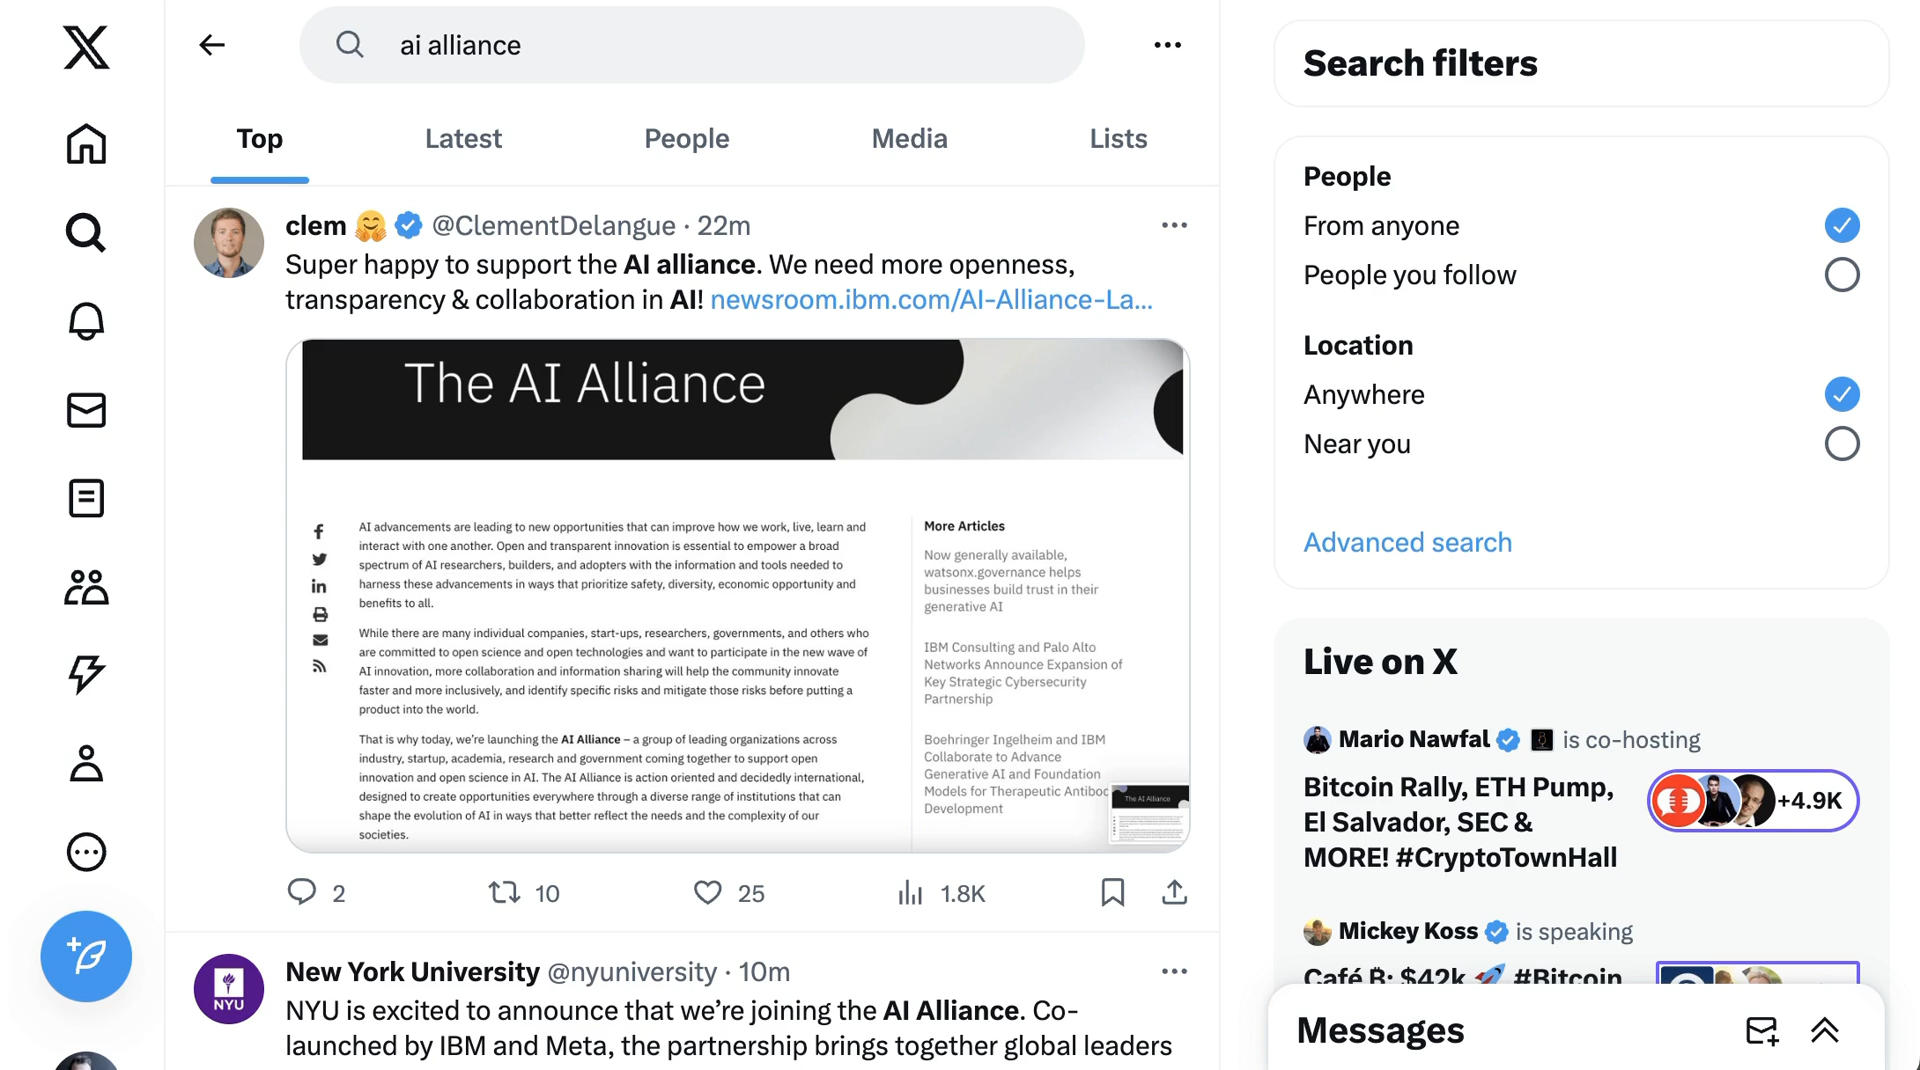 ai alliance
Top
Latest
People
Media
Lists
clem 🤗 @ClementDelangue · 22m
Super happy to support the AI alliance. We need more openness,
transparency & collaboration in AI! newsroom.ibm.com/AI-Alliance-La...
The AI Alliance
AI advancements are leading to new opportunities that can improve how we work, live, learn and
interact with one another. Open and transparent innovation is essential to empower a broad
spectrum of AI researchers, builders, and adopters with the information and tools needed to
harness these advancements in ways that prioritize safety, diversity, economic opportunity and
benefits to all.
While there are many individual companies, start-ups, researchers, governments, and others who
are committed to open science and open technologies and want to participate in the new wave of
AI innovation, more collaboration and information sharing will help the community innovate
faster and more inclusively, and identify specific risks and mitigate those risks before putting a
product into the world.
That is why today, we're launching the AI Alliance – a group of leading organizations across
industry, startup, academia, research and government coming together to support open
innovation and open science in AI. The AI Alliance is action oriented and decidedly international,
designed to create opportunities everywhere through a diverse range of institutions that can
shape the evolution of AI in ways that better reflect the needs and the complexity of our
societies.
More Articles
Now generally available,
watsonx.governance helps
businesses build trust in their
generative AI
IBM Consulting and Palo Alto
Networks Announce Expansion of
Key Strategic Cybersecurity
Partnership
Boehringer Ingelheim and IBM
Collaborate to Advance
Generative AI and Foundation
Models for Therapeutic Antiboc
Development
The AI Alliance
2
10
25
1.8K
NYU
New York University @nyuniversity · 10m
NYU is excited to announce that we're joining the AI Alliance. Co-
launched by IBM and Meta, the partnership brings together global leaders
Search filters
People
From anyone
People you follow
Location
Anywhere
Near you
Advanced search
Live on X
Mario Nawfal is co-hosting
Bitcoin Rally, ETH Pump,
El Salvador, SEC &
MORE! #CryptoTownHall
+4.9K
Mickey Koss is speaking
Café ₿: $42k 🚀 #Bitcoin
Messages